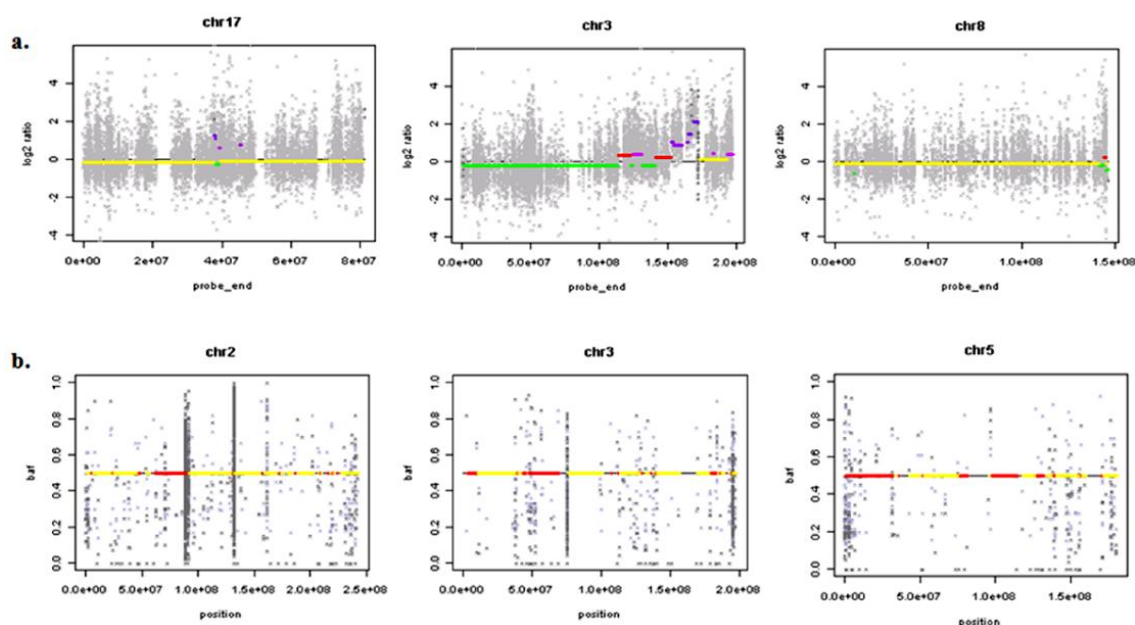 a.
chr17
chr3
chr8
log2 ratio
4
2
0
-2
-4
0e+00
2e+07
4e+07
6e+07
8e+07
probe_end
log2 ratio
4
2
0
-2
-4
0.0e+00
5.0e+07
1.0e+08
1.5e+08
2.0e+08
probe_end
log2 ratio
4
2
0
-2
-4
0.0e+00
5.0e+07
1.0e+08
1.5e+08
probe_end
b.
chr2
chr3
chr5
baf
1.0
0.8
0.6
0.4
0.2
0.0
0.0e+00
5.0e+07
1.0e+08
1.5e+08
2.0e+08
2.5e+08
position
baf
1.0
0.8
0.6
0.4
0.2
0.0
0.0e+00
5.0e+07
1.0e+08
1.5e+08
2.0e+08
position
baf
1.0
0.8
0.6
0.4
0.2
0.0
0.0e+00
5.0e+07
1.0e+08
1.5e+08
position